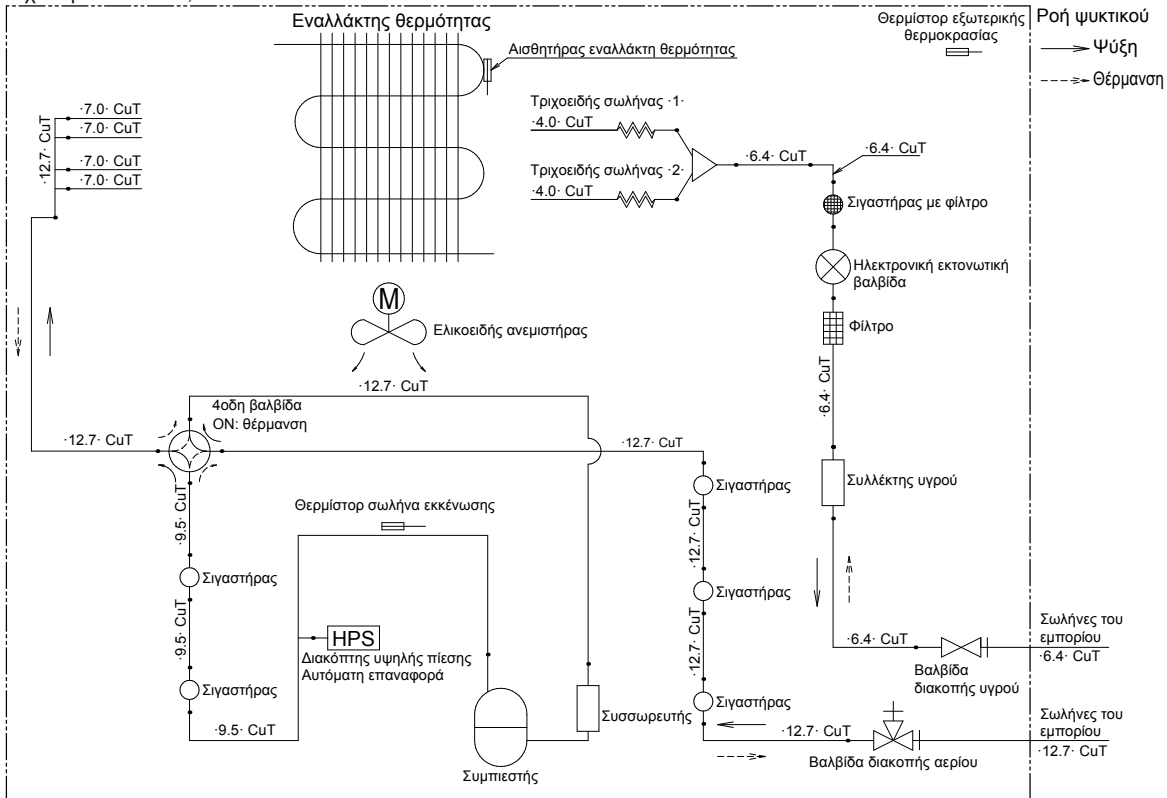 Εναλλάκτης θερμότητας
Αισθητήρας εναλλάκτη θερμότητας
Θερμίστορ εξωτερικής
θερμοκρασίας
Ροή ψυκτικού
Ψύξη
Θέρμανση
·7.0· CuT
·7.0· CuT
·7.0· CuT
·7.0· CuT
·12.7· CuT
Τριχοειδής σωλήνας ·1·
·4.0· CuT
Τριχοειδής σωλήνας ·2·
·4.0· CuT
·6.4· CuT
·6.4· CuT
Σιγαστήρας με φίλτρο
Ηλεκτρονική εκτονωτική
βαλβίδα
Φίλτρο
·6.4· CuT
M
Ελικοειδής ανεμιστήρας
·12.7· CuT
4οδη βαλβίδα
ON: θέρμανση
·12.7· CuT
·12.7· CuT
Συλλέκτης υγρού
Σιγαστήρας
·9.5· CuT
Θερμίστορ σωλήνα εκκένωσης
·12.7· CuT
Σιγαστήρας
Σιγαστήρας
·9.5· CuT
HPS
Διακόπτης υψηλής πίεσης
Αυτόματη επαναφορά
·12.7· CuT
·6.4· CuT
Βαλβίδα
διακοπής υγρού
Σωλήνες του
εμπορίου
·6.4· CuT
Σιγαστήρας
·9.5· CuT
Συμπιεστής
Συσσωρευτής
Σιγαστήρας
·12.7· CuT
Βαλβίδα διακοπής αερίου
Σωλήνες του
εμπορίου
·12.7· CuT